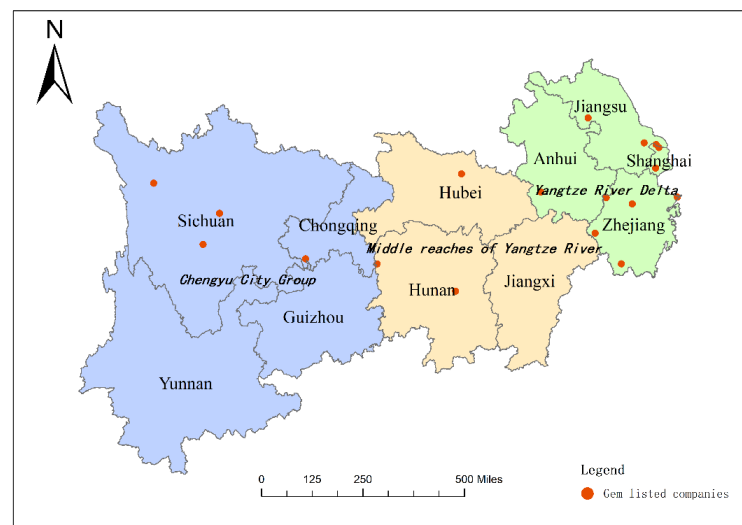 N
Jiangsu
Anhui
Shanghai
Hubei
Yangtze River Delta
Sichuan
Chongqing
Zhejiang
Middle reaches of Yangtze River
Chengyu City Group
Hunan
Jiangxi
Guizhou
Yunnan
0 125 250 500 Miles
Legend
Gem listed companies